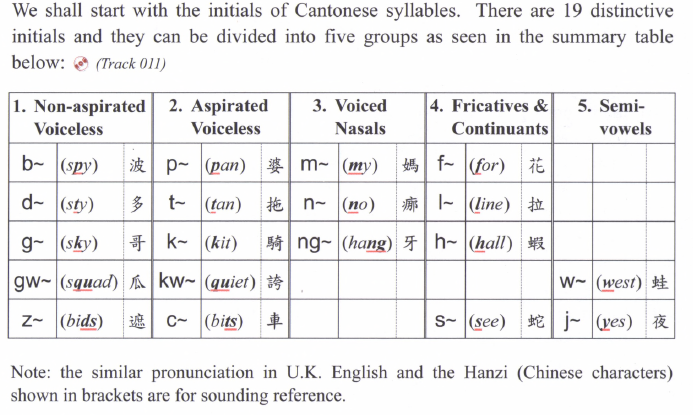 We shall start with the initials of Cantonese syllables. There are 19 distinctive
initials and they can be divided into five groups as seen in the summary table
below: (Track 011)
1. Non-aspirated Voiceless 2. Aspirated Voiceless 3. Voiced Nasals 4. Fricatives & Continuants 5. Semi-vowels
b~ (spy) 波 p~ (pan) 婆 m~ (my) 媽 f~ (for) 花
d~ (sty) 多 t~ (tan) 拖 n~ (no) l~ (line) 拉
g~ (sky) 哥 k~ (kit) 騎 ng~ (hang) 牙 h~ (hall) 蝦
gw~ (squad) 瓜 kw~ (quiet) 誇 w~ (west) 蛙
z~ (bids) 遮 c~ (bits) 車 s~ (see) 蛇 j~ (yes) 夜
Note: the similar pronunciation in U.K. English and the Hanzi (Chinese characters)
shown in brackets are for sounding reference.